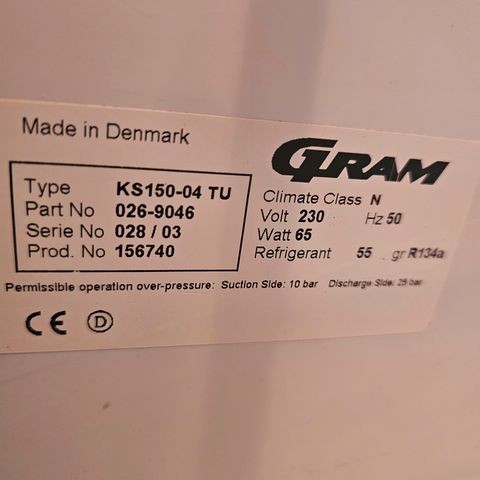 Made in Denmark
GRAM
Type KS150-04 TU
Part No 026-9046
Serie No 028 / 03
Prod. No 156740
Climate Class N
Volt 230 Hz 50
Watt 65
Refrigerant 55 gr R134a
Permissible operation over-pressure: Suction Side: 10 bar Discharge Side: 25 bar
CE D